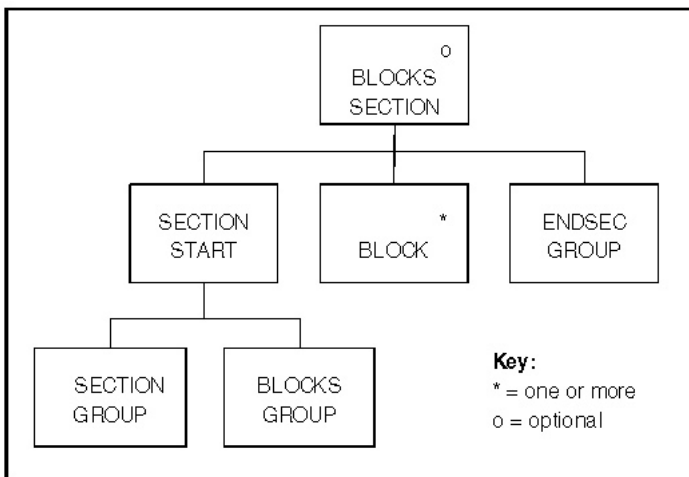 o
BLOCKS
SECTION
SECTION
START
*
BLOCK
ENDSEC
GROUP
SECTION
GROUP
BLOCKS
GROUP
Key:
* = one or more
o = optional